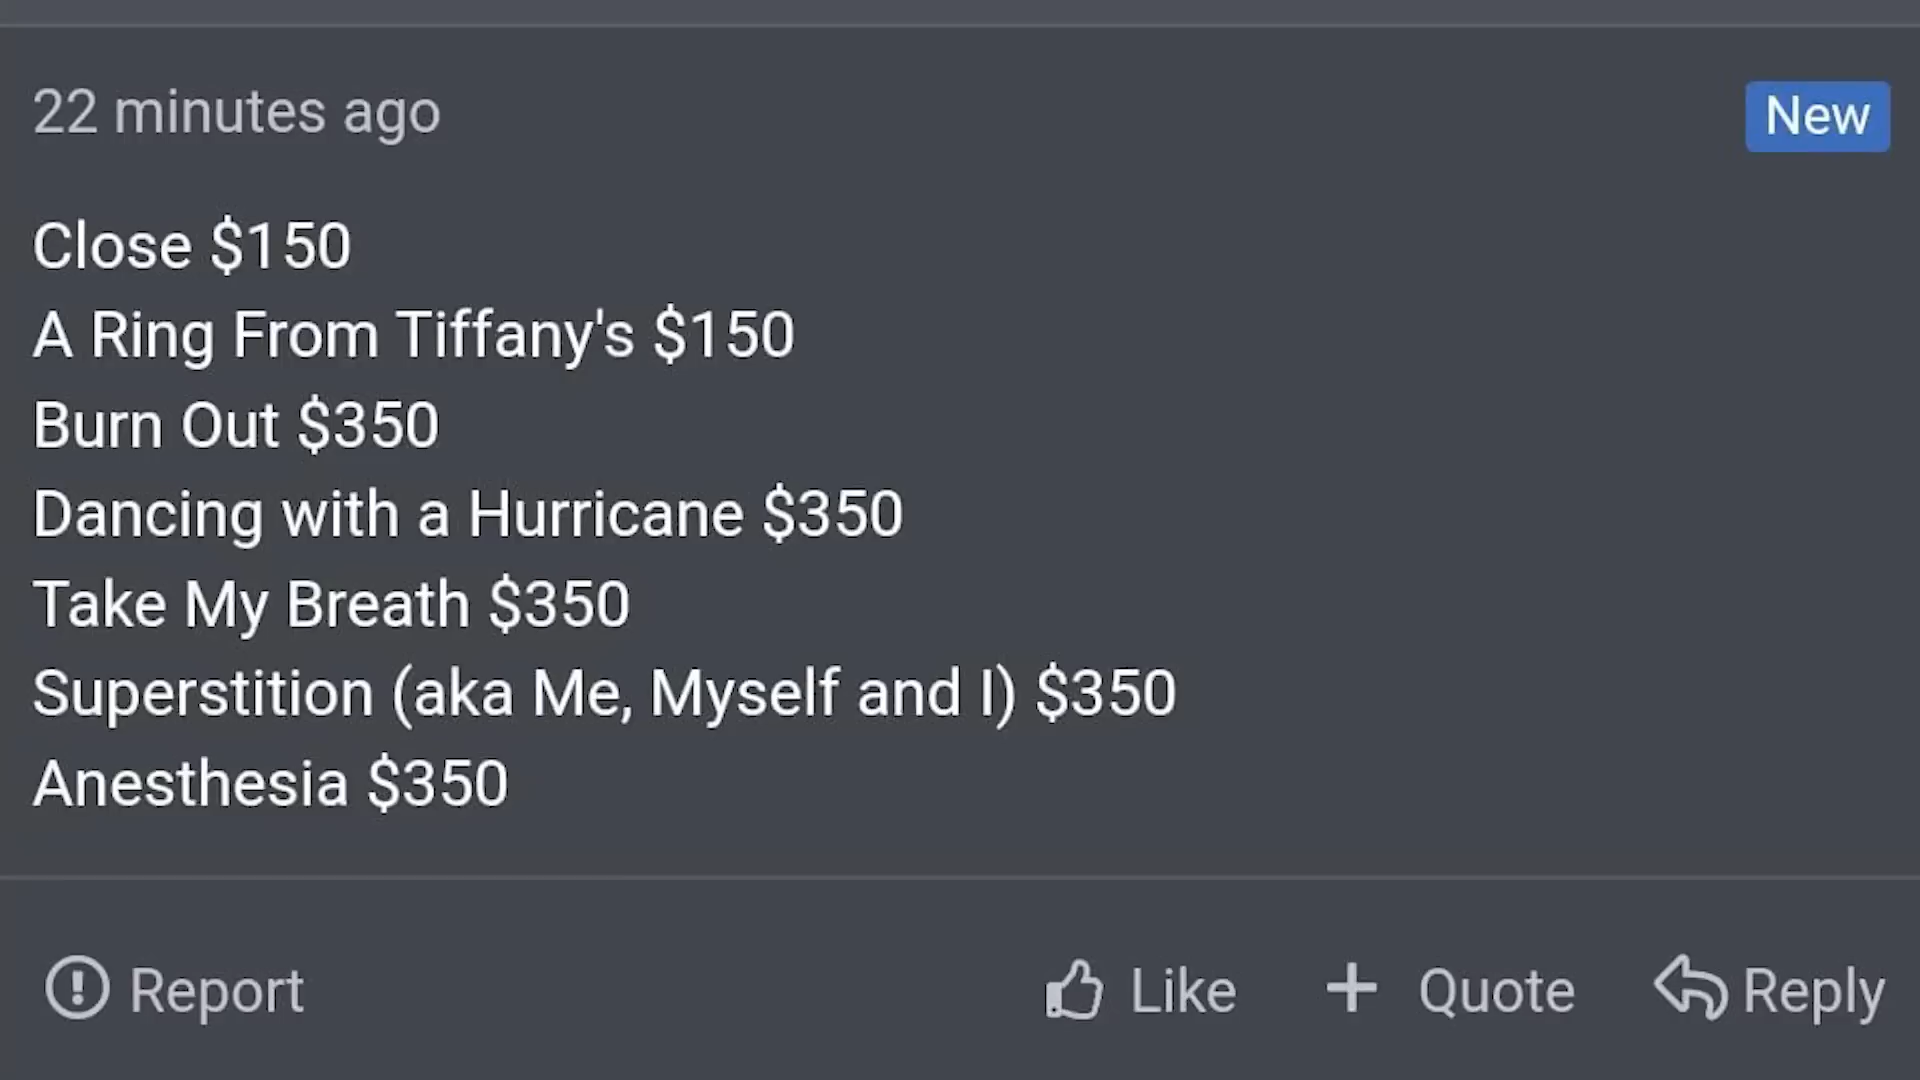 22 minutes ago
New
Close $150
A Ring From Tiffany's $150
Burn Out $350
Dancing with a Hurricane $350
Take My Breath $350
Superstition (aka Me, Myself and I) $350
Anesthesia $350
Report
Like
+ Quote
Reply